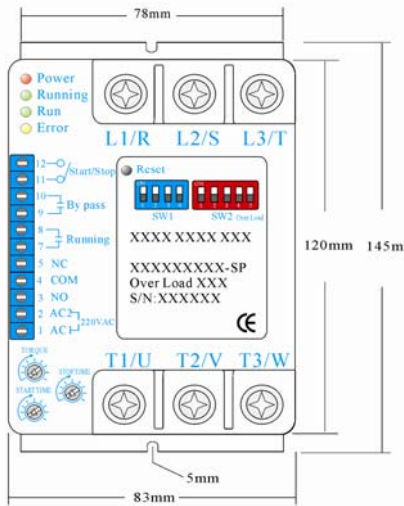 78mm
Power
Running
Run
Error
L1/R L2/S L3/T
12
11
Start/Stop
10
9
By pass
8
7
Running
5 NC
4 COM
3 NO
2 AC2
1 AC1
220VAC
Reset
SW1
SW2 Over Load
XXXX XXXX XXX
XXXXXXXXX-SP
Over Load XXX
S/N:XXXXXX
CE
TORQUE
STOP TIME
START TIME
T1/U T2/V T3/W
120mm
145m
5mm
83mm